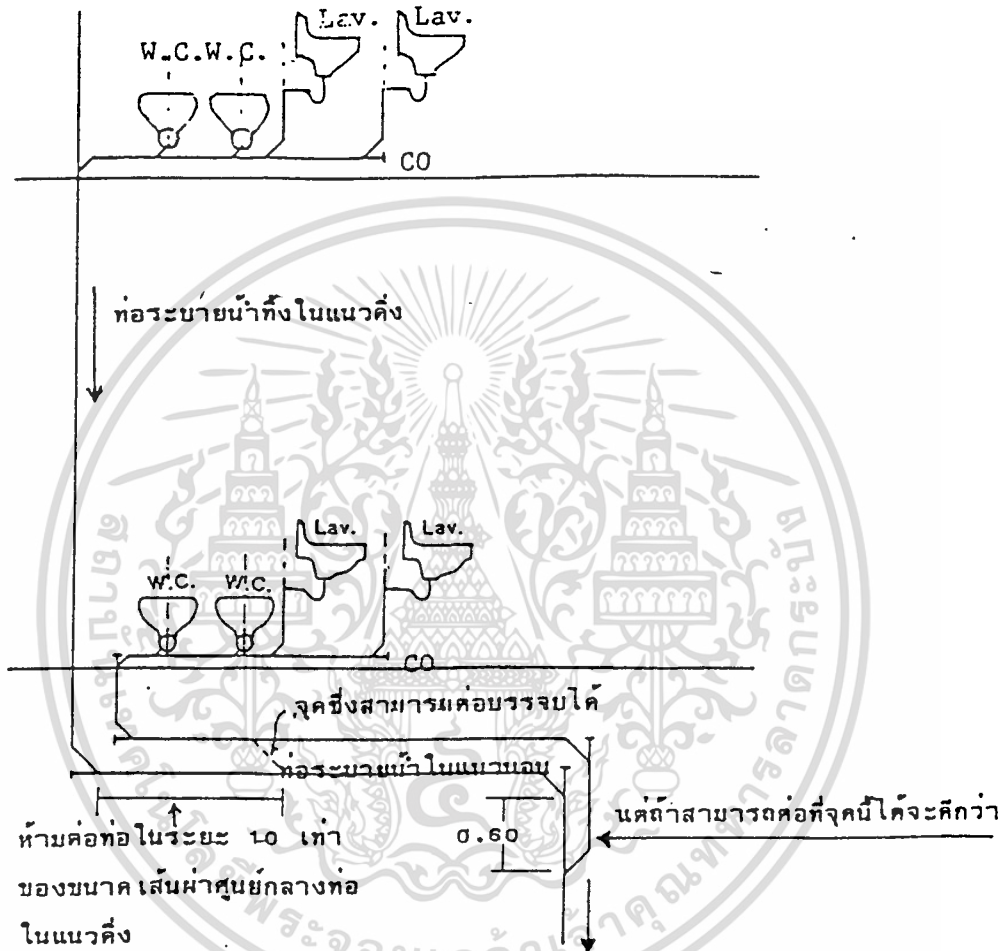 Lav. Lav.
W.C. W.C.
CO
ท่อระบายน้ำทิ้งในแนวดิ่ง
Lav. Lav.
W.C. W.C.
CO
จุดซึ่งสามารถต่อบรรจบได้
ท่อระบายน้ำในแนวนอน
แต่ถ้าสามารถต่อที่จุดนี้ได้จะดีกว่า
ห้ามต่อท่อในระยะ 10 เท่า
0.60
ของขนาดเส้นผ่าศูนย์กลางท่อ
ในแนวดิ่ง